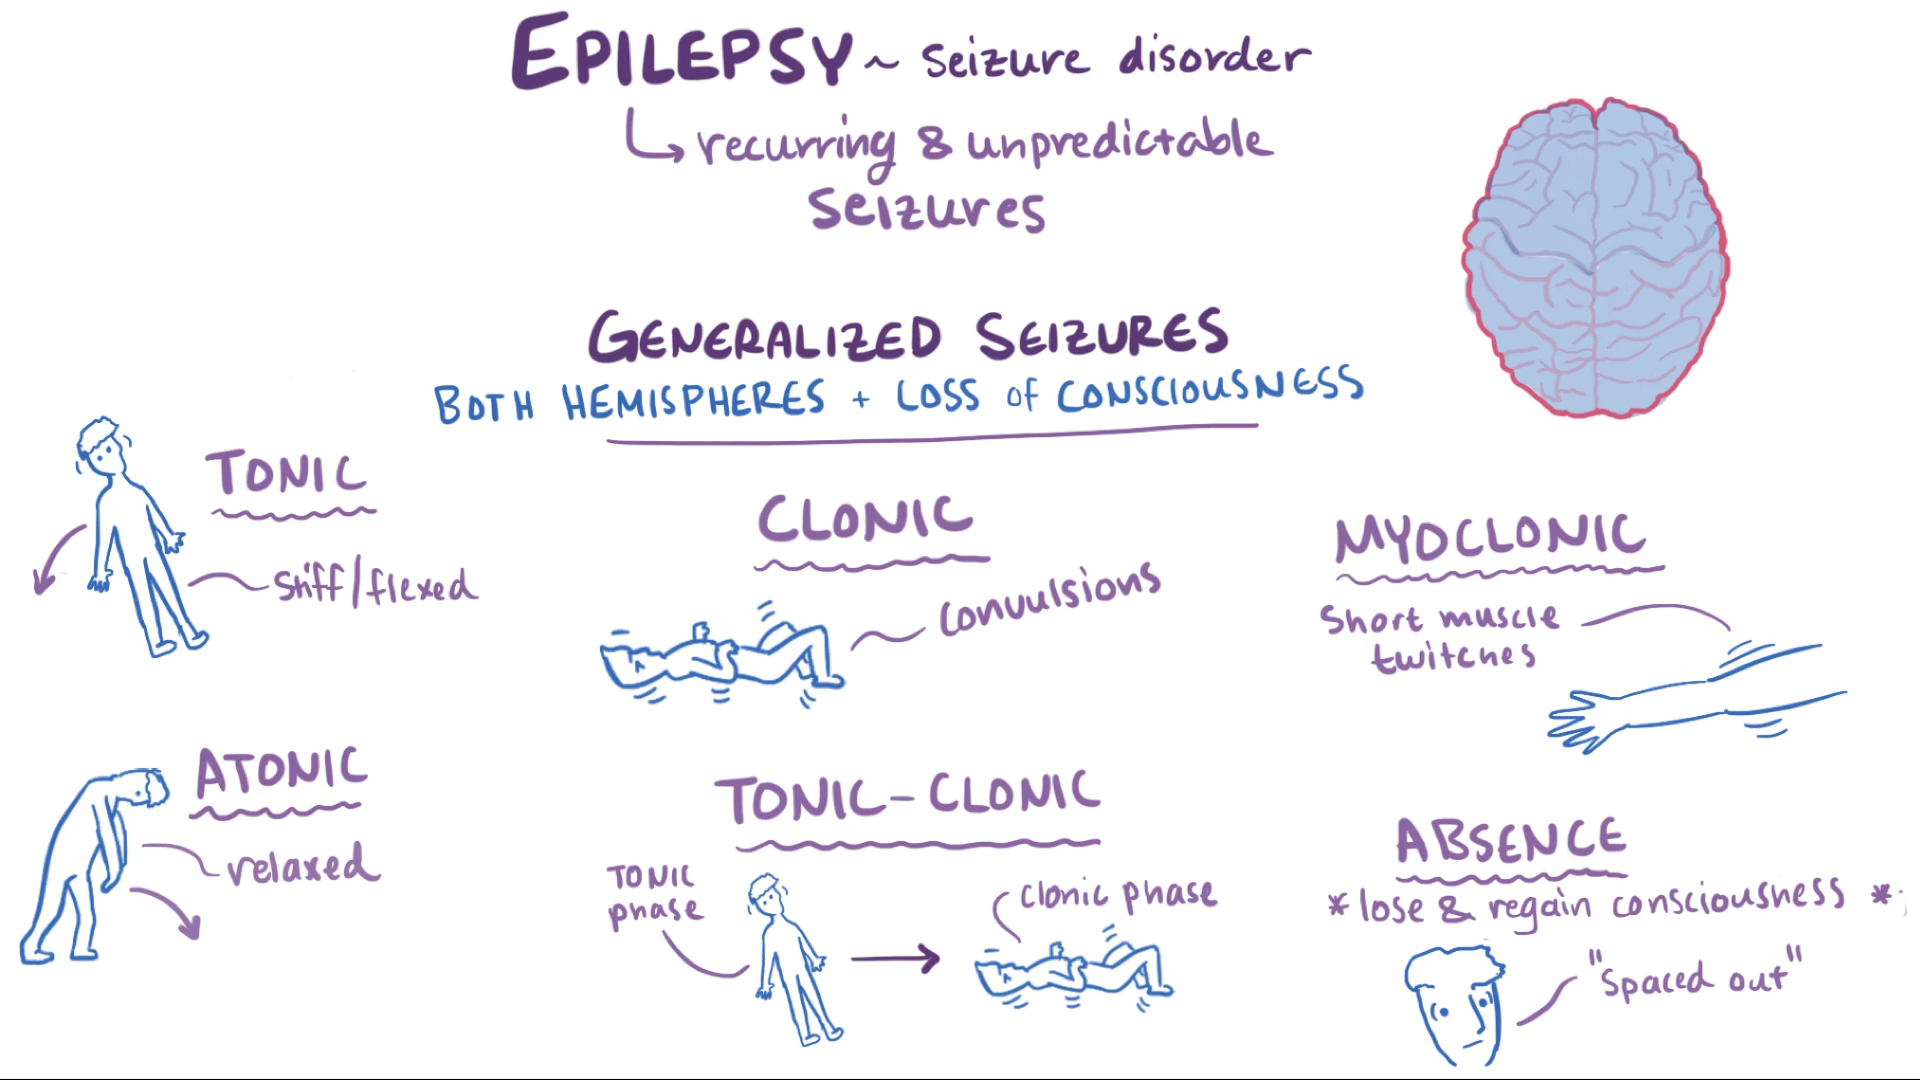 EPILEPSY ~ seizure disorder
recurring & unpredictable
seizures
GENERALIZED SEIZURES
BOTH HEMISPHERES + LOSS of CONSCIOUSNESS
TONIC
stiff/flexed
CLONIC
convulsions
MYOCLONIC
short muscle
twitches
ATONIC
relaxed
TONIC-CLONIC
TONIC
phase
clonic phase
ABSENCE
* lose & regain consciousness *
"spaced out"